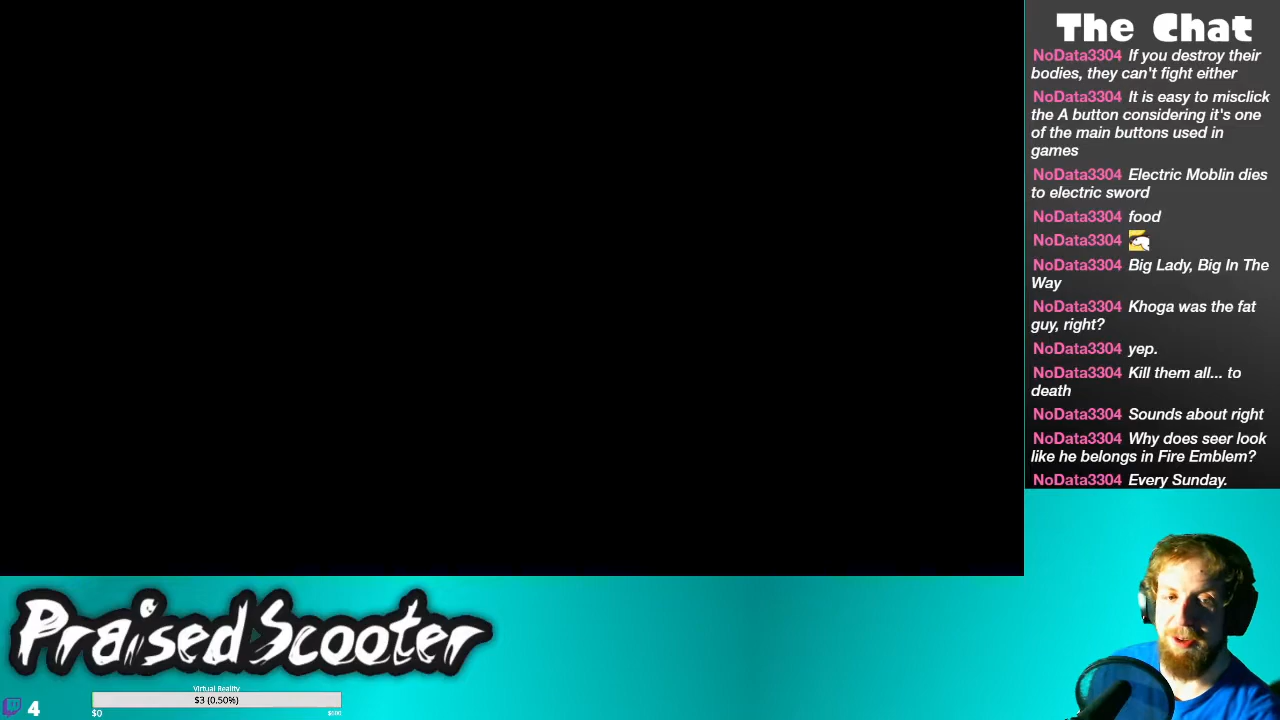 The Chat
NoData3304 If you destroy their
bodies, they can't fight either
NoData3304 It is easy to misclick
the A button considering it's one
of the main buttons used in
games
NoData3304 Electric Moblin dies
to electric sword
NoData3304 food
NoData3304
NoData3304 Big Lady, Big In The
Way
NoData3304 Khoga was the fat
guy, right?
NoData3304 yep.
NoData3304 Kill them all... to
death
NoData3304 Sounds about right
NoData3304 Why does seer look
like he belongs in Fire Emblem?
NoData3304 Every Sunday.
PraisedScooter
4
Virtual Reality
$3 (0.50%)
$0